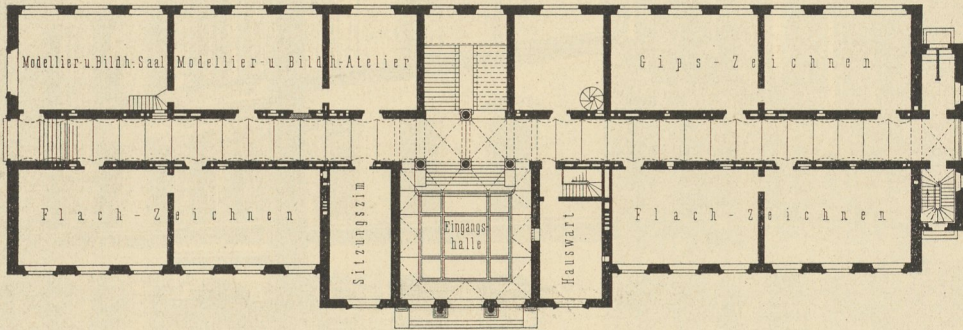 Modellier-u.Bildh.-Saal
Modellier-u.Bildh.-Atelier
Gips-Zeichnen
Flach-Zeichnen
Sitzungszim
Eingangs-
halle
Hauswart
Flach-Zeichnen